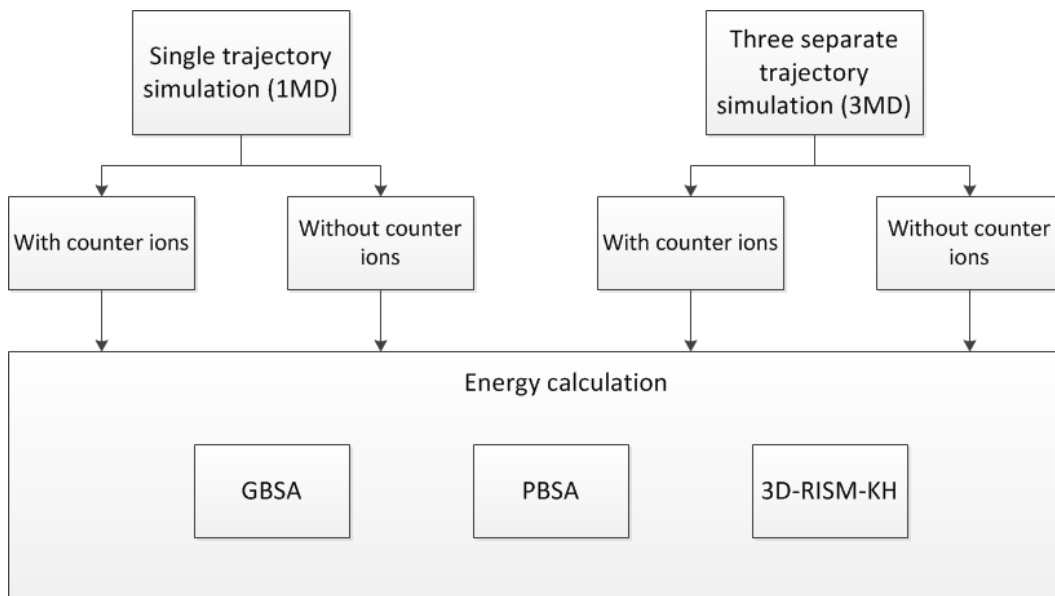 Single trajectory
simulation (1MD)
Three separate
trajectory
simulation (3MD)
With counter ions
Without counter
ions
With counter ions
Without counter
ions
Energy calculation
GBSA
PBSA
3D-RISM-KH